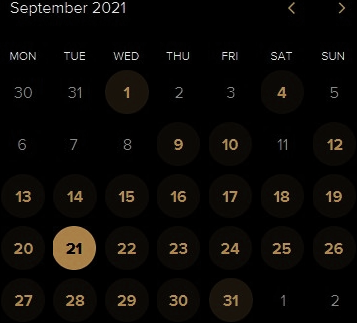 September 2021
MON TUE WED THU FRI SAT SUN
30 31 1 2 3 4 5
6 7 8 9 10 11 12
13 14 15 16 17 18 19
20 21 22 23 24 25 26
27 28 29 30 31 1 2